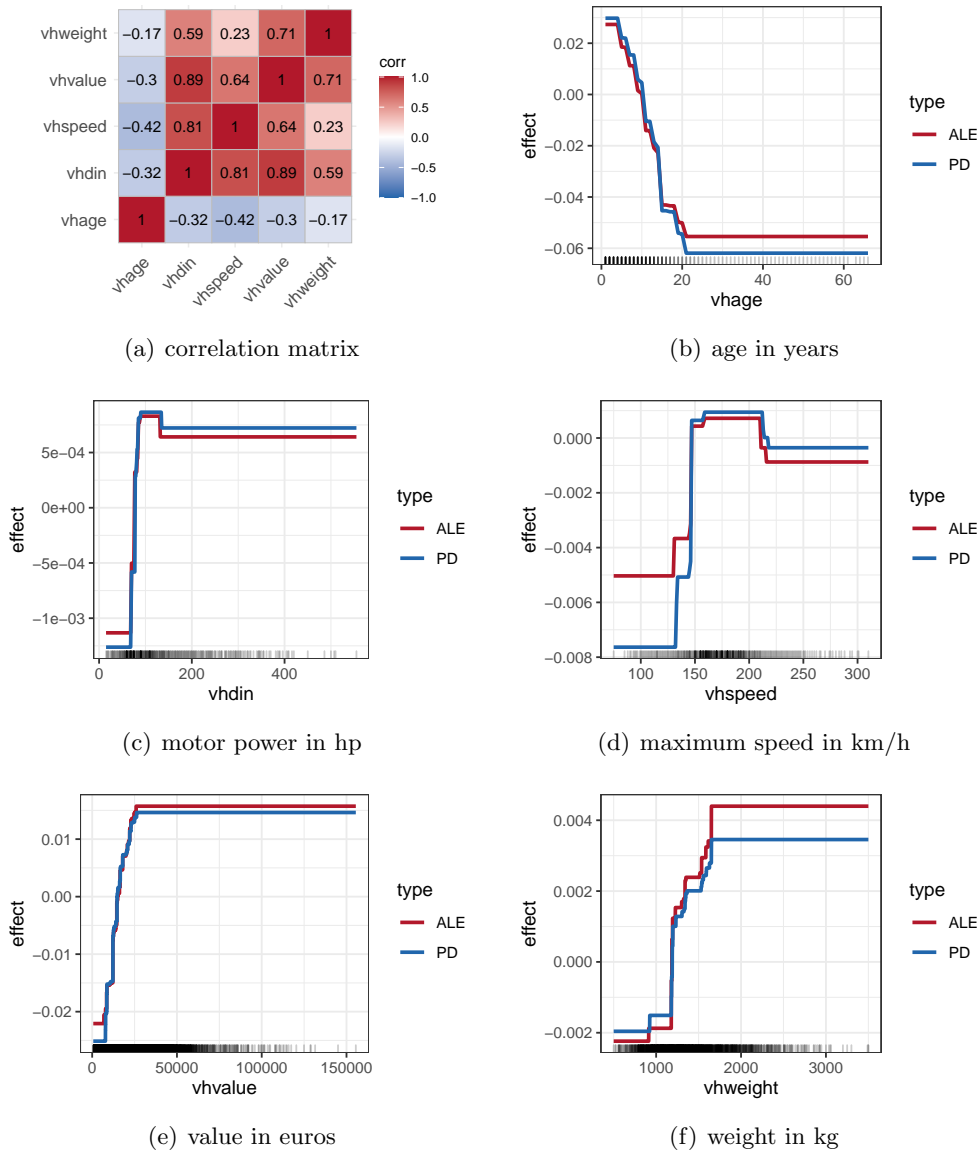 vhweight
−0.17 0.59 0.23 0.71 1
vhvalue
−0.3 0.89 0.64 1 0.71
vhspeed
−0.42 0.81 1 0.64 0.23
vhdin
−0.32 1 0.81 0.89 0.59
vhage
1 −0.32 −0.42 −0.3 −0.17
vhage vhdin vhspeed vhvalue vhweight
corr
1.0
0.5
0.0
−0.5
−1.0
(a) correlation matrix
effect
0.02
0.00
−0.02
−0.04
−0.06
0 20 40 60
vhage
type
ALE
PD
(b) age in years
effect
5e−04
0e+00
−5e−04
−1e−03
0 200 400
vhdin
type
ALE
PD
(c) motor power in hp
effect
0.000
−0.002
−0.004
−0.006
−0.008
100 150 200 250 300
vhspeed
type
ALE
PD
(d) maximum speed in km/h
effect
0.01
0.00
−0.01
−0.02
0 50000 100000 150000
vhvalue
type
ALE
PD
(e) value in euros
effect
0.004
0.002
0.000
−0.002
1000 2000 3000
vhweight
type
ALE
PD
(f) weight in kg